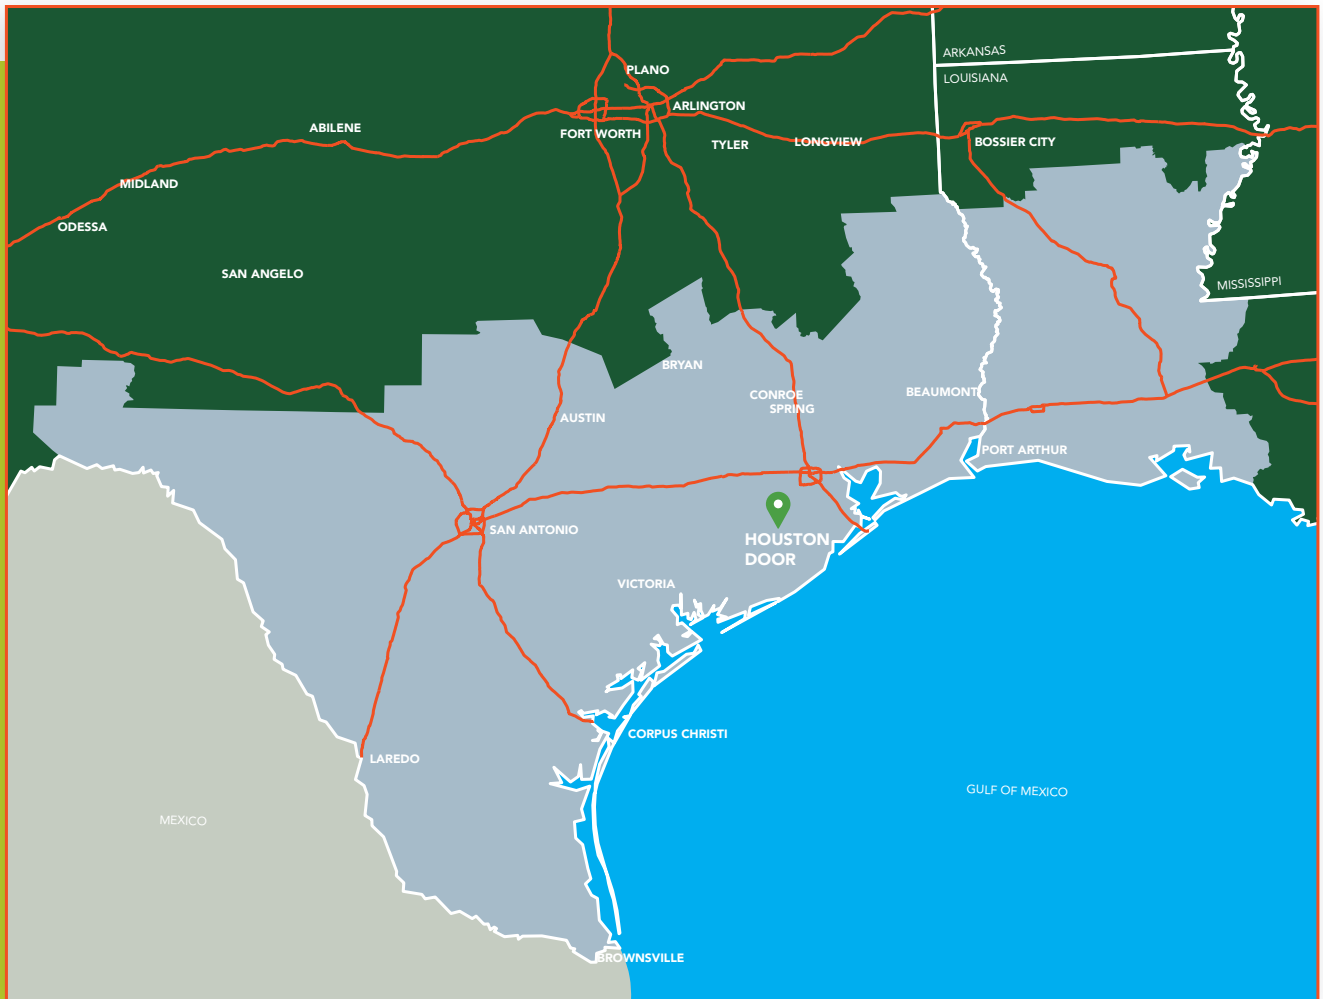 ARKANSAS
PLANO
LOUISIANA
ARLINGTON
ABILENE
FORT WORTH
TYLER
LONGVIEW
BOSSIER CITY
MIDLAND
ODESSA
SAN ANGELO
MISSISSIPPI
BRYAN
CONROE
SPRING
BEAUMONT
AUSTIN
PORT ARTHUR
SAN ANTONIO
HOUSTON
DOOR
VICTORIA
CORPUS CHRISTI
LAREDO
GULF OF MEXICO
MEXICO
BROWNSVILLE